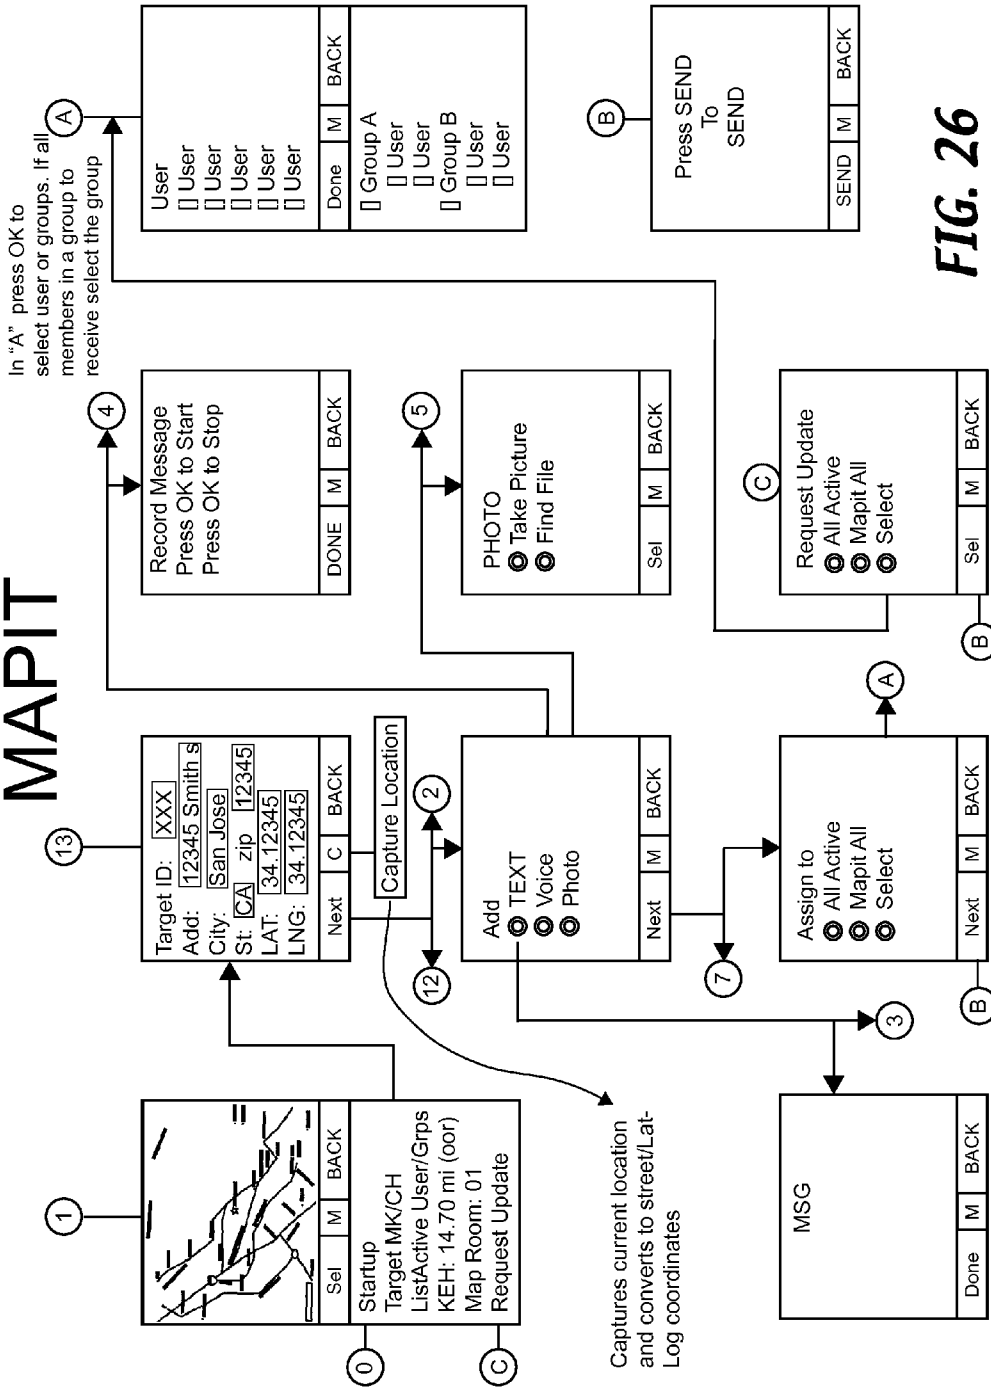 MAPIT
1
Sel M BACK
0
Startup
Target MK/CH
ListActive User/Grps
KEH: 14.70 mi (oor)
Map Room: 01
Request Update
C
13
Target ID: XXX
Add: 12345 Smith s
City: San Jose
St: CA zip 12345
LAT: 34.12345
LNG: 34.12345
Next C BACK
Capture Location
Captures current location
and converts to street/Lat-
Log coordinates
12
2
Add
TEXT
Voice
Photo
Next M BACK
7
3
MSG
Done M BACK
Assign to
All Active
Mapit All
Select
Next M BACK
B
A
4
Record Message
Press OK to Start
Press OK to Stop
DONE M BACK
5
PHOTO
Take Picture
Find File
Sel M BACK
C
Request Update
All Active
Mapit All
Select
Sel M BACK
B
In "A" press OK to
select user or groups. If all
members in a group to
receive select the group
A
User
[] User
[] User
[] User
[] User
[] User
Done M BACK
[] Group A
[] User
[] User
[] Group B
[] User
[] User
B
Press SEND
To
SEND
SEND M BACK
FIG. 26